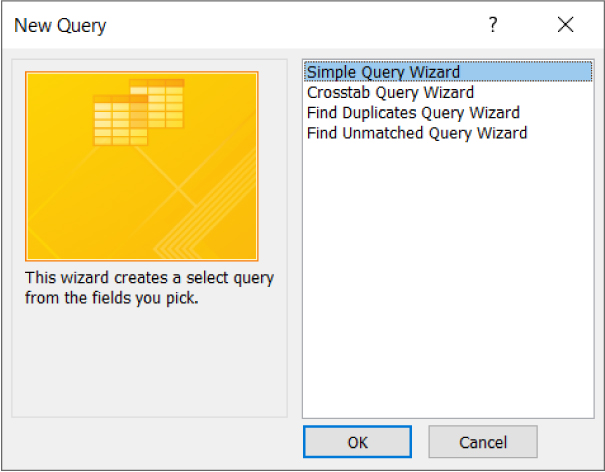 New Query
?
Simple Query Wizard
Crosstab Query Wizard
Find Duplicates Query Wizard
Find Unmatched Query Wizard
This wizard creates a select query
from the fields you pick.
OK
Cancel